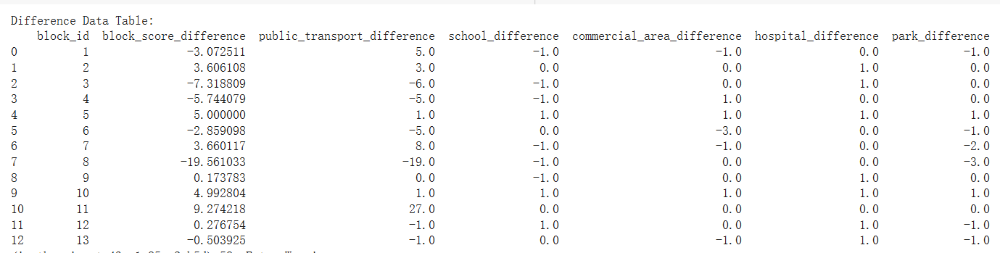 Difference Data Table:
block_id block_score_difference public_transport_difference school_difference commercial_area_difference hospital_difference park_difference
0 1 -3.072511 5.0 -1.0 -1.0 0.0 -1.0
1 2 3.606108 3.0 0.0 0.0 1.0 0.0
2 3 -7.318809 -6.0 -1.0 0.0 1.0 0.0
3 4 -5.744079 -5.0 -1.0 1.0 0.0 0.0
4 5 5.000000 1.0 1.0 1.0 1.0 1.0
5 6 -2.859098 -5.0 0.0 -3.0 0.0 -1.0
6 7 3.660117 8.0 -1.0 -1.0 0.0 -2.0
7 8 -19.561033 -19.0 -1.0 0.0 0.0 -3.0
8 9 0.173783 0.0 -1.0 0.0 1.0 0.0
9 10 4.992804 1.0 1.0 1.0 1.0 1.0
10 11 9.274218 27.0 0.0 0.0 0.0 0.0
11 12 0.276754 -1.0 1.0 0.0 1.0 -1.0
12 13 -0.503925 -1.0 0.0 -1.0 1.0 -1.0